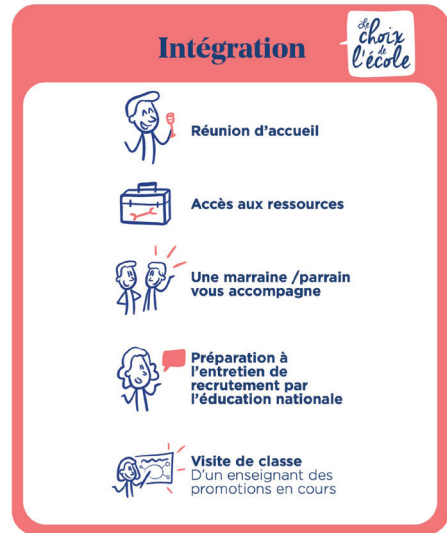 Intégration
Le
choix
de
l'école
Réunion d'accueil
Accès aux ressources
Une marraine /parrain
vous accompagne
Préparation à
l'entretien de
recrutement par
l'éducation nationale
Visite de classe
D'un enseignant des
promotions en cours